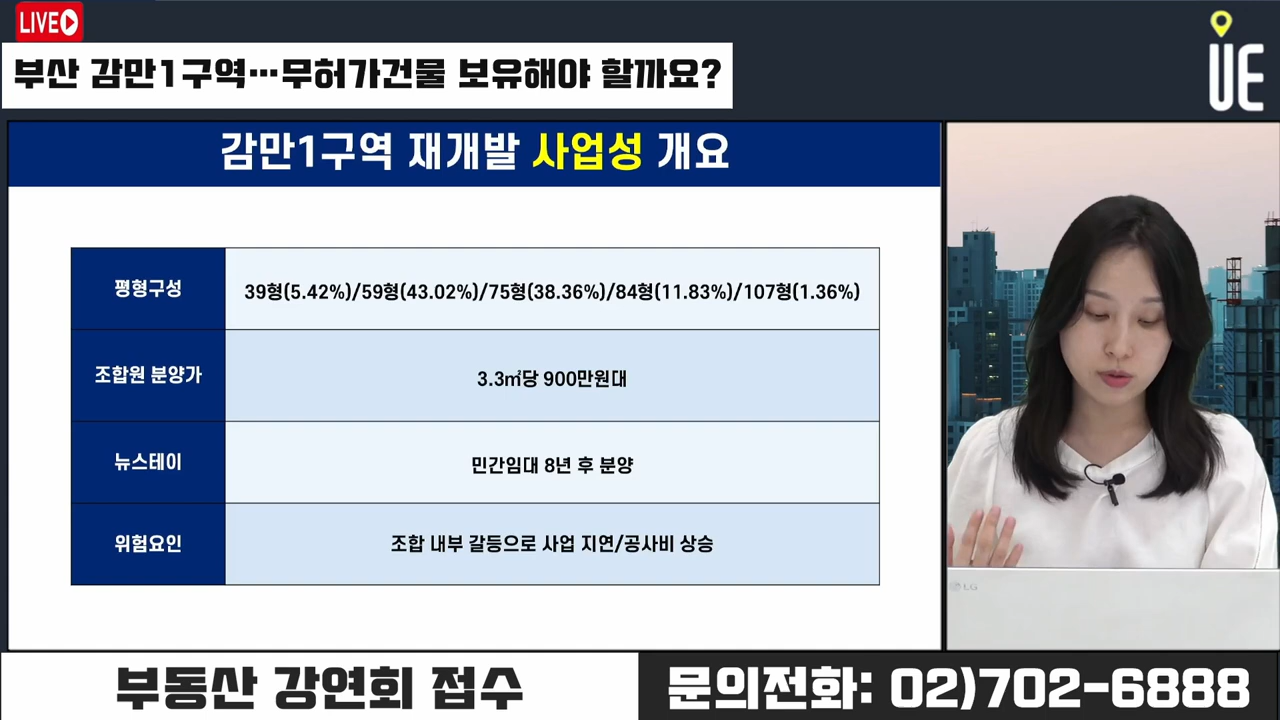 LIVE
부산 감만1구역…무허가건물 보유해야 할까요?
UE
감만1구역 재개발 사업성 개요
평형구성
39형(5.42%)/59형(43.02%)/75형(38.36%)/84형(11.83%)/107형(1.36%)
조합원 분양가
3.3㎡당 900만원대
뉴스테이
민간임대 8년 후 분양
위험요인
조합 내부 갈등으로 사업 지연/공사비 상승
LG
부동산 강연회 접수
문의전화: 02)702-6888